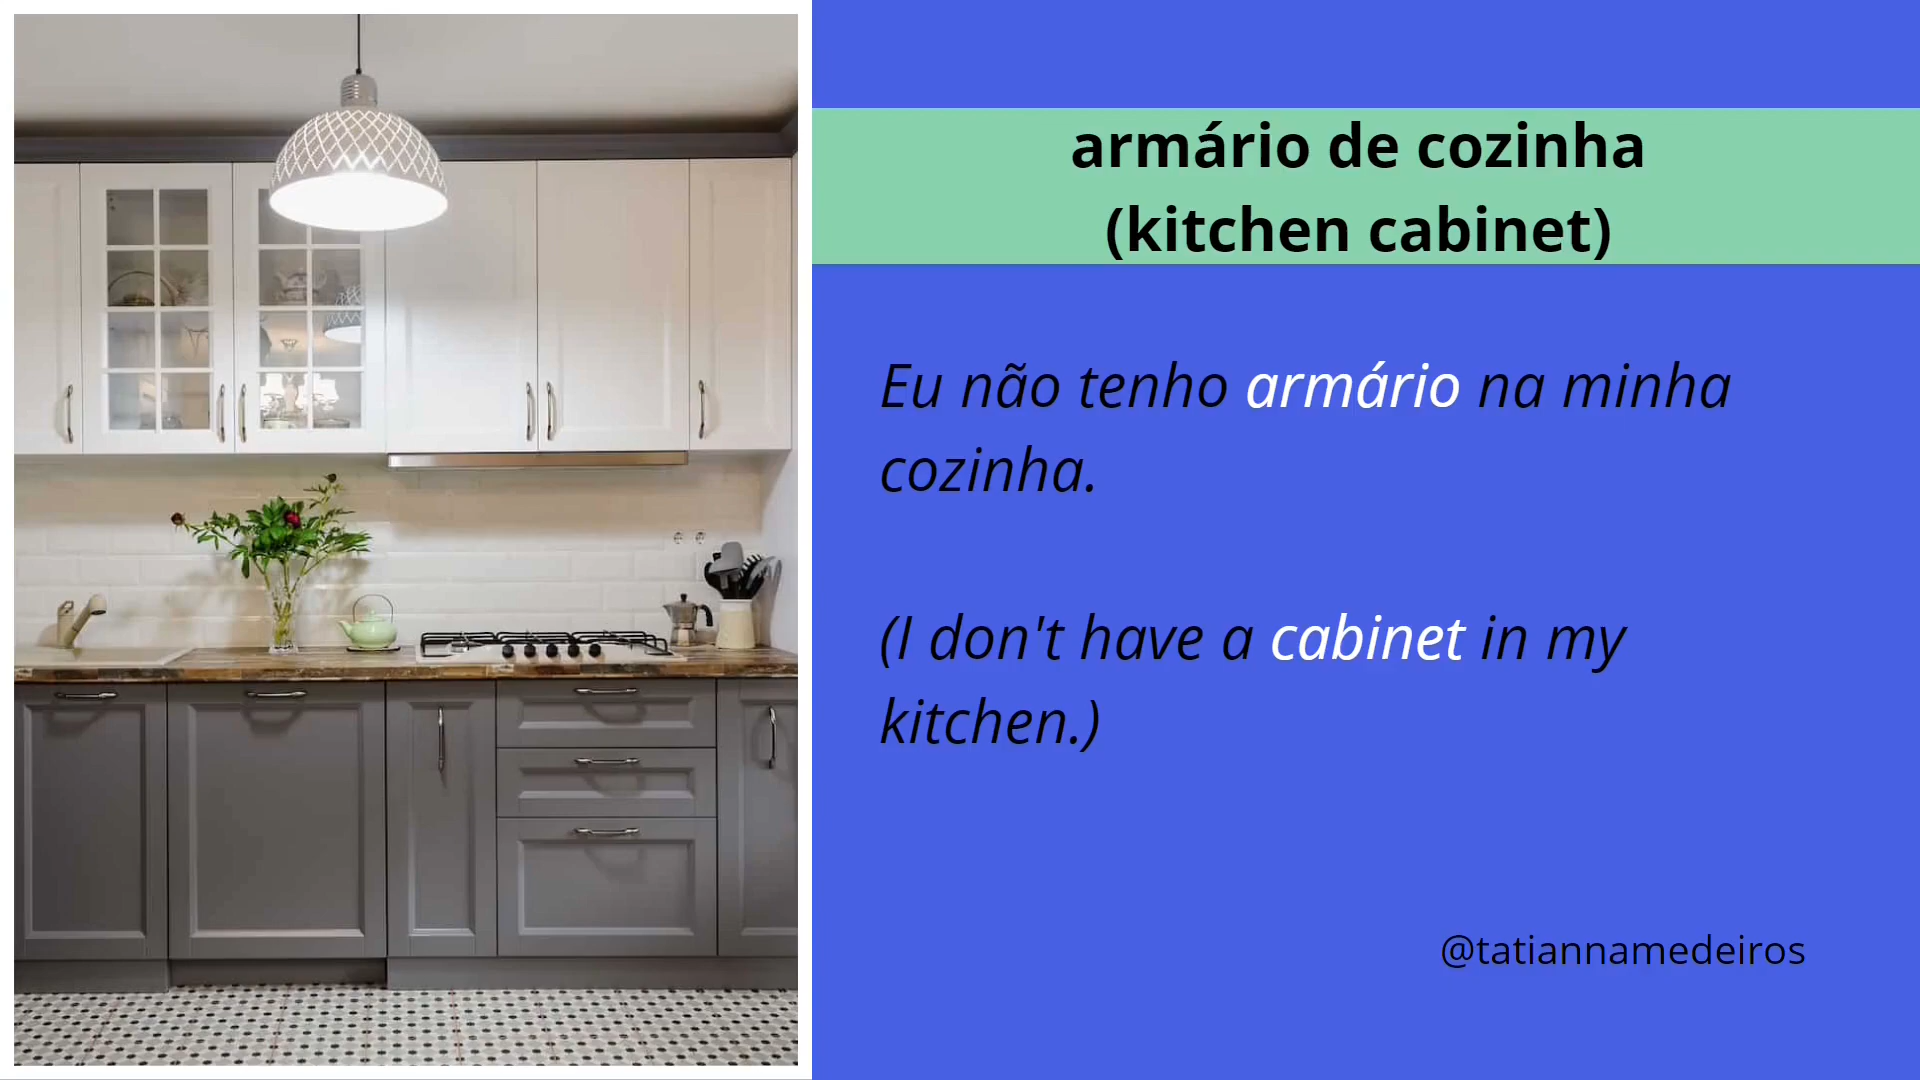 armário de cozinha
(kitchen cabinet)
Eu não tenho armário na minha
cozinha.
(I don't have a cabinet in my
kitchen.)
@tatiannamedeiros